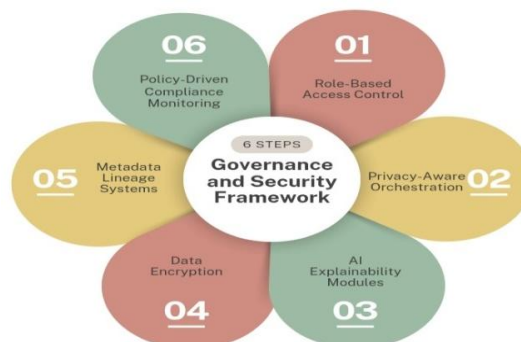 06
Policy-Driven
Compliance
Monitoring
01
Role-Based
Access Control
6 STEPS
Governance
and Security
Framework
05
Metadata
Lineage
Systems
Privacy-Aware
Orchestration
02
Data
Encryption
04
AI
Explainability
Modules
03